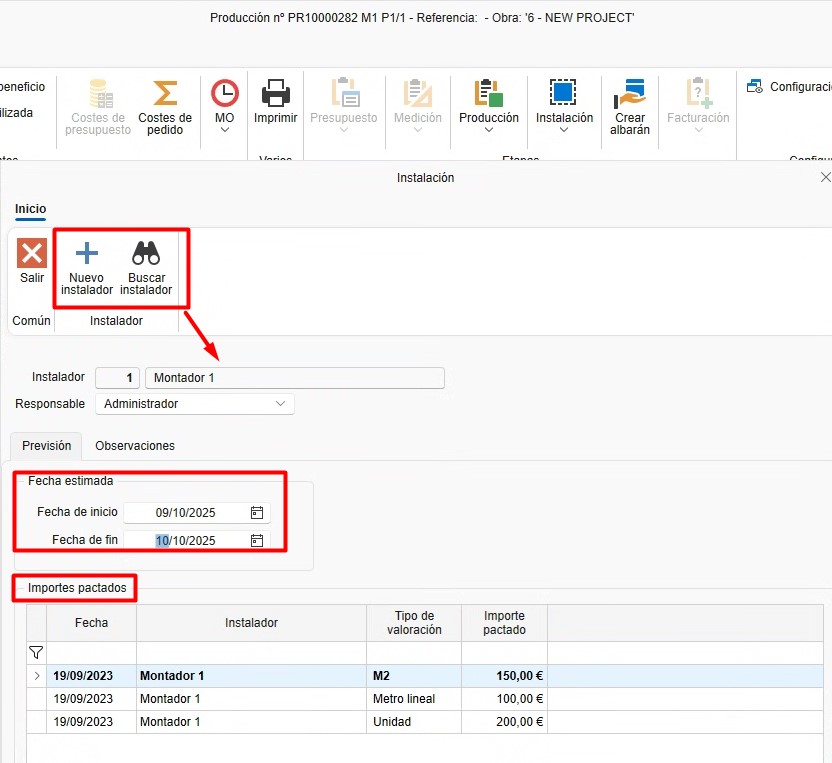 Producción nº PR10000282 M1 P1/1 - Referencia:  - Obra: '6 - NEW PROJECT'
beneficio
ilizada
Costes de
presupuesto
Costes de
pedido
MO
Imprimir
Presupuesto
Medición
Producción
Instalación
Crear
albarán
Facturación
Configuraci
Varios
Etapas
Instalación
Inicio
Salir
Nuevo
instalador
Buscar
instalador
Común
Instalador
Instalador 1 Montador 1
Responsable Administrador
Previsión Observaciones
Fecha estimada
Fecha de inicio 09/10/2025
Fecha de fin 10/10/2025
Importes pactados
Fecha Instalador Tipo de valoración Importe pactado
19/09/2023 Montador 1 M2 150,00 €
19/09/2023 Montador 1 Metro lineal 100,00 €
19/09/2023 Montador 1 Unidad 200,00 €